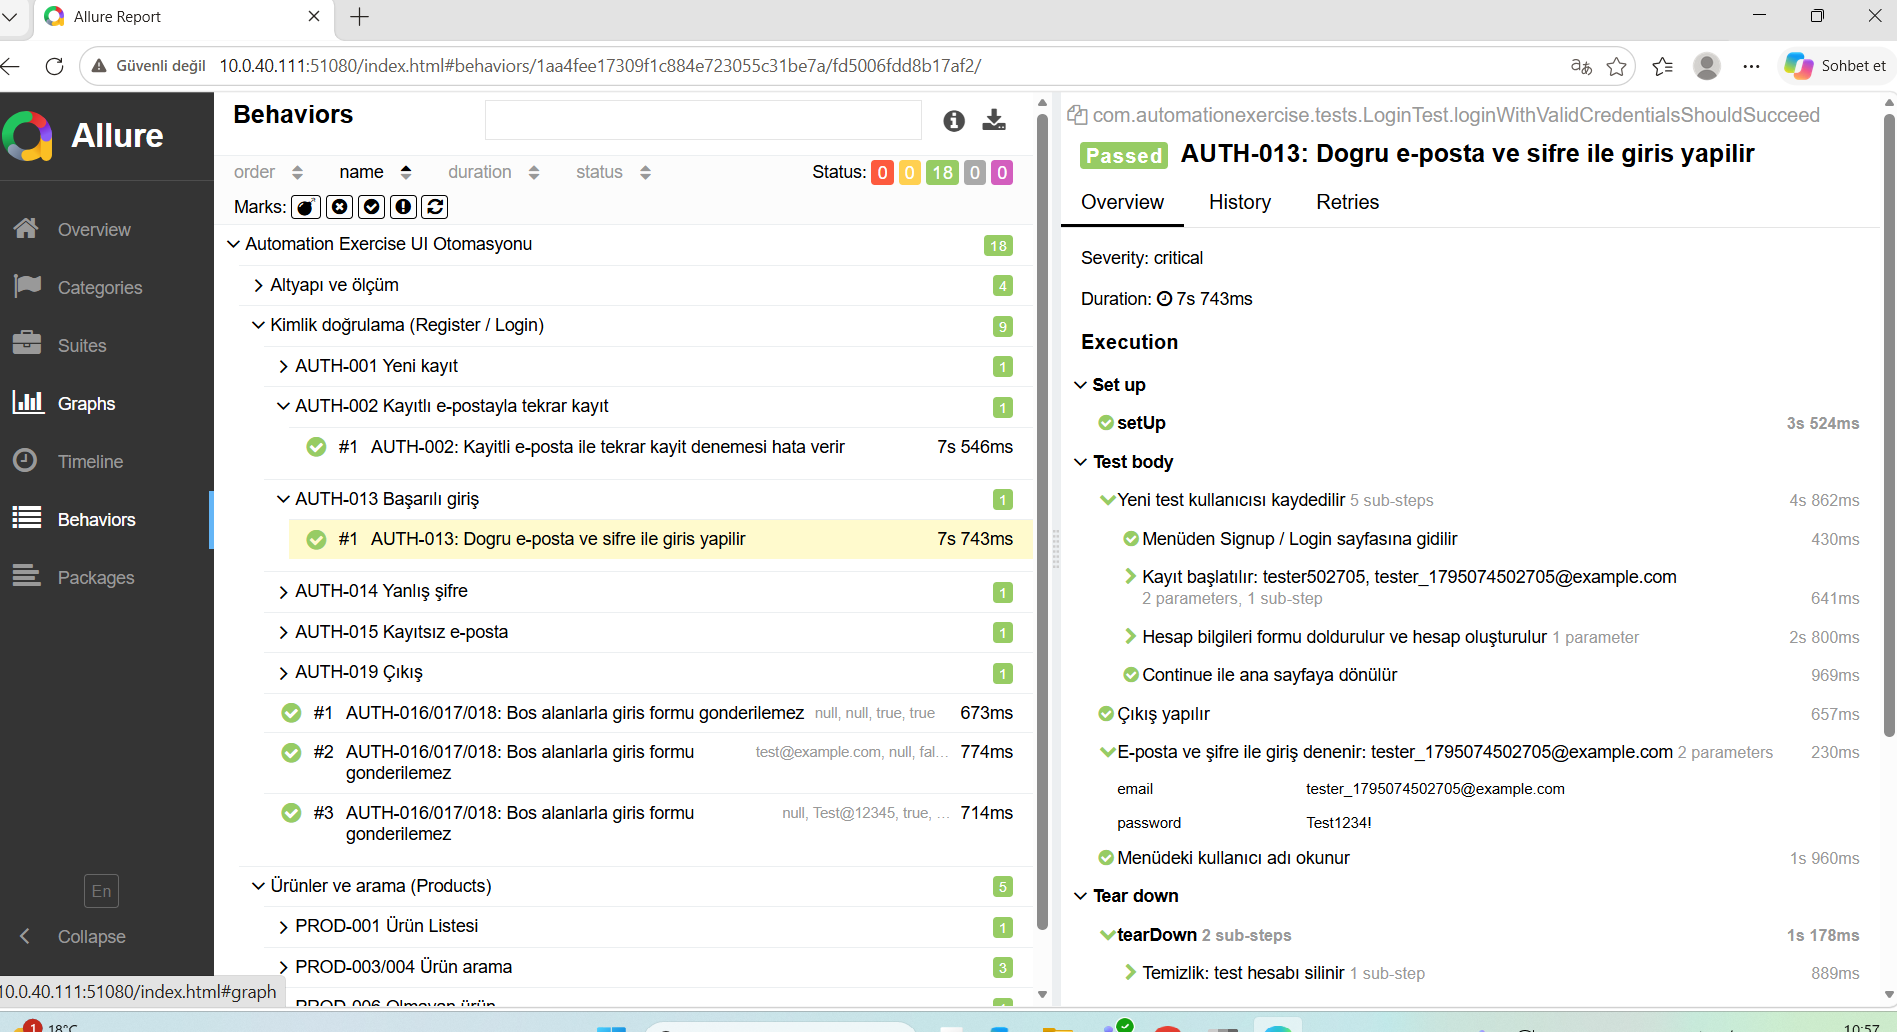 Allure Report
Güvenli değil 10.0.40.111:51080/index.html#behaviors/1aa4fee17309f1c884e723055c31be7a/fd5006fdd8b17af2/
Sohbet et
Allure
Overview
Categories
Suites
Graphs
Timeline
Behaviors
Packages
En
Collapse
10.0.40.111:51080/index.html#graph
Behaviors
order name duration status Status: 0 0 18 0 0
Marks:
Automation Exercise UI Otomasyonu 18
Altyapı ve ölçüm 4
Kimlik doğrulama (Register / Login) 9
AUTH-001 Yeni kayıt 1
AUTH-002 Kayıtlı e-postayla tekrar kayıt 1
#1 AUTH-002: Kayitli e-posta ile tekrar kayit denemesi hata verir 7s 546ms
AUTH-013 Başarılı giriş 1
#1 AUTH-013: Dogru e-posta ve sifre ile giris yapilir 7s 743ms
AUTH-014 Yanlış şifre 1
AUTH-015 Kayıtsız e-posta 1
AUTH-019 Çıkış 1
#1 AUTH-016/017/018: Bos alanlarla giris formu gonderilemez null, null, true, true 673ms
#2 AUTH-016/017/018: Bos alanlarla giris formu test@example.com, null, fal... 774ms
gonderilemez
#3 AUTH-016/017/018: Bos alanlarla giris formu null, Test@12345, true, ... 714ms
gonderilemez
Ürünler ve arama (Products) 5
PROD-001 Ürün Listesi 1
PROD-003/004 Ürün arama 3
PROD-006 Olmayan ürün
com.automationexercise.tests.LoginTest.loginWithValidCredentialsShouldSucceed
Passed AUTH-013: Dogru e-posta ve sifre ile giris yapilir
Overview History Retries
Severity: critical
Duration: 7s 743ms
Execution
Set up
setUp 3s 524ms
Test body
Yeni test kullanıcısı kaydedilir 5 sub-steps 4s 862ms
Menüden Signup / Login sayfasına gidilir 430ms
Kayıt başlatılır: tester502705, tester_1795074502705@example.com
2 parameters, 1 sub-step 641ms
Hesap bilgileri formu doldurulur ve hesap oluşturulur 1 parameter 2s 800ms
Continue ile ana sayfaya dönülür 969ms
Çıkış yapılır 657ms
E-posta ve şifre ile giriş denenir: tester_1795074502705@example.com 2 parameters 230ms
email tester_1795074502705@example.com
password Test1234!
Menüdeki kullanıcı adı okunur 1s 960ms
Tear down
tearDown 2 sub-steps 1s 178ms
Temizlik: test hesabı silinir 1 sub-step 889ms
1 18°C
10:57